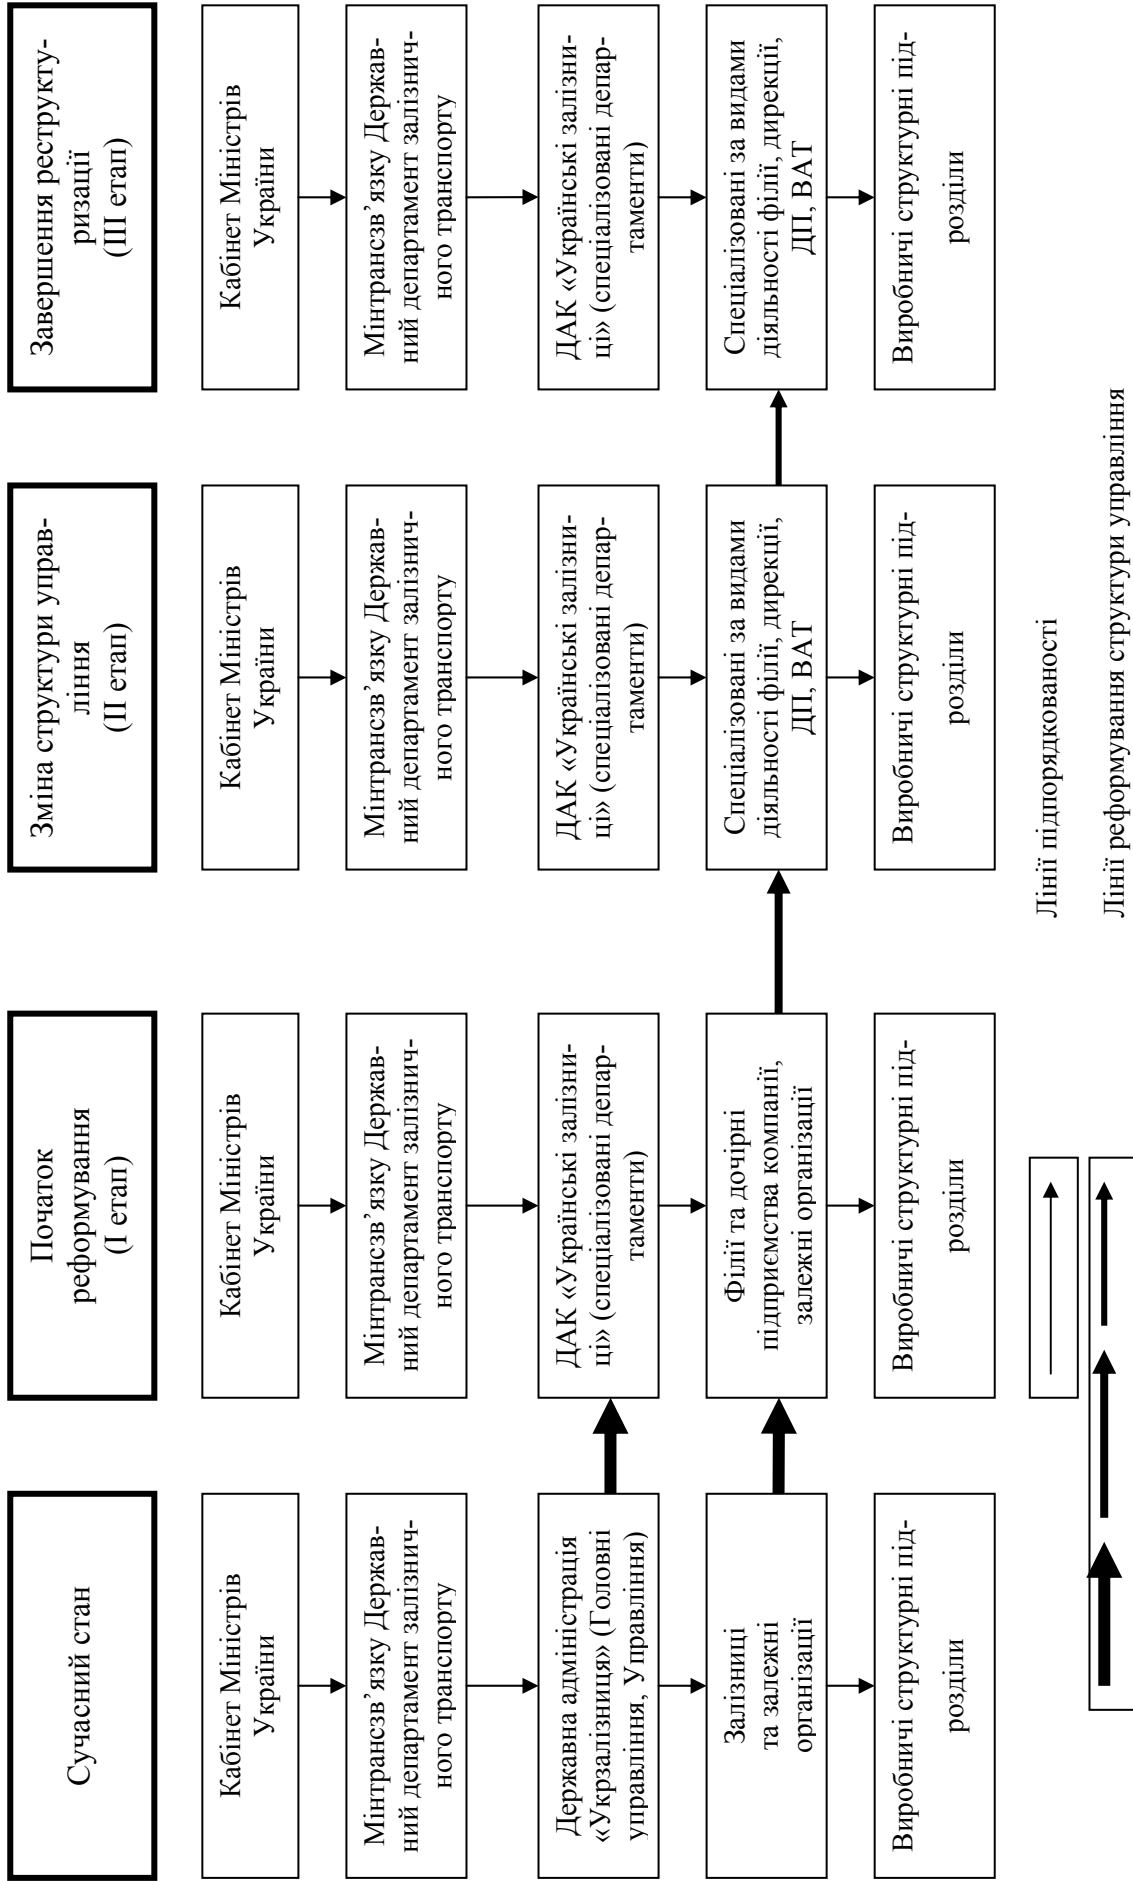 Сучасний стан
Кабінет Міністрів
України
Мінтрансзв’язку Держав-
ний департамент залізнич-
ного транспорту
Державна адміністрація
«Укрзалізниця» (Головні
управління, Управління)
Залізниці
та залежні
організації
Виробничі структурні під-
розділи
Початок
реформування
(І етап)
Кабінет Міністрів
України
Мінтрансзв’язку Держав-
ний департамент залізнич-
ного транспорту
ДАК «Українські залізни-
ці» (спеціалізовані депар-
таменти)
Філії та дочірні
підприємства компанії,
залежні організації
Виробничі структурні під-
розділи
Зміна структури управ-
ління
(ІІ етап)
Кабінет Міністрів
України
Мінтрансзв’язку Держав-
ний департамент залізнич-
ного транспорту
ДАК «Українські залізни-
ці» (спеціалізовані депар-
таменти)
Спеціалізовані за видами
діяльності філії, дирекції,
ДП, ВАТ
Виробничі структурні під-
розділи
Завершення реструкту-
ризації
(ІІІ етап)
Кабінет Міністрів
України
Мінтрансзв’язку Держав-
ний департамент залізнич-
ного транспорту
ДАК «Українські залізни-
ці» (спеціалізовані депар-
таменти)
Спеціалізовані за видами
діяльності філії, дирекції,
ДП, ВАТ
Виробничі структурні під-
розділи
Лінії підпорядкованості
Лінії реформування структури управління